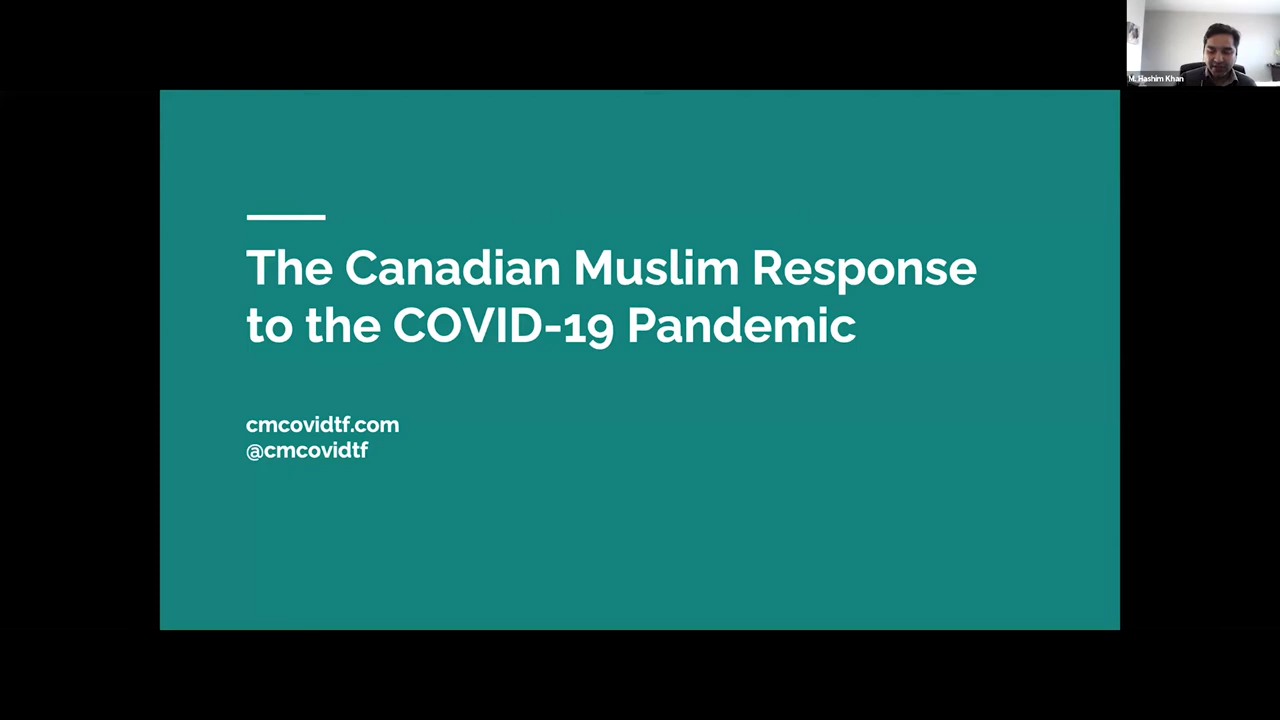 M. Hashim Khan
The Canadian Muslim Response
to the COVID-19 Pandemic
cmcovidtf.com
@cmcovidtf